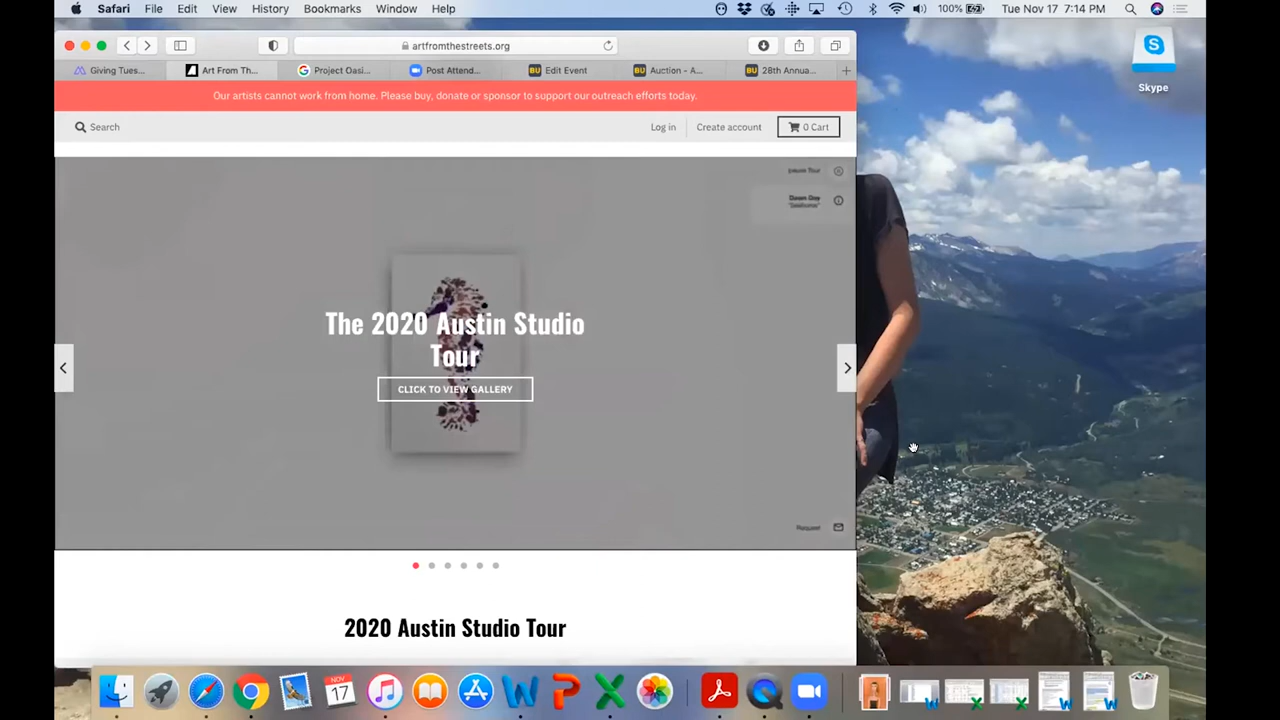 Safari File Edit View History Bookmarks Window Help 100% Tue Nov 17 7:14 PM
Skype
artfromthestreets.org
Giving Tues... Art From Th... Project Oasi... Post Attend... Edit Event Auction - A... 28th Annua...
Our artists cannot work from home. Please buy, donate or sponsor to support our outreach efforts today.
Search Log in Create account 0 Cart
The 2020 Austin Studio
Tour
CLICK TO VIEW GALLERY
Request
2020 Austin Studio Tour
NOV
17